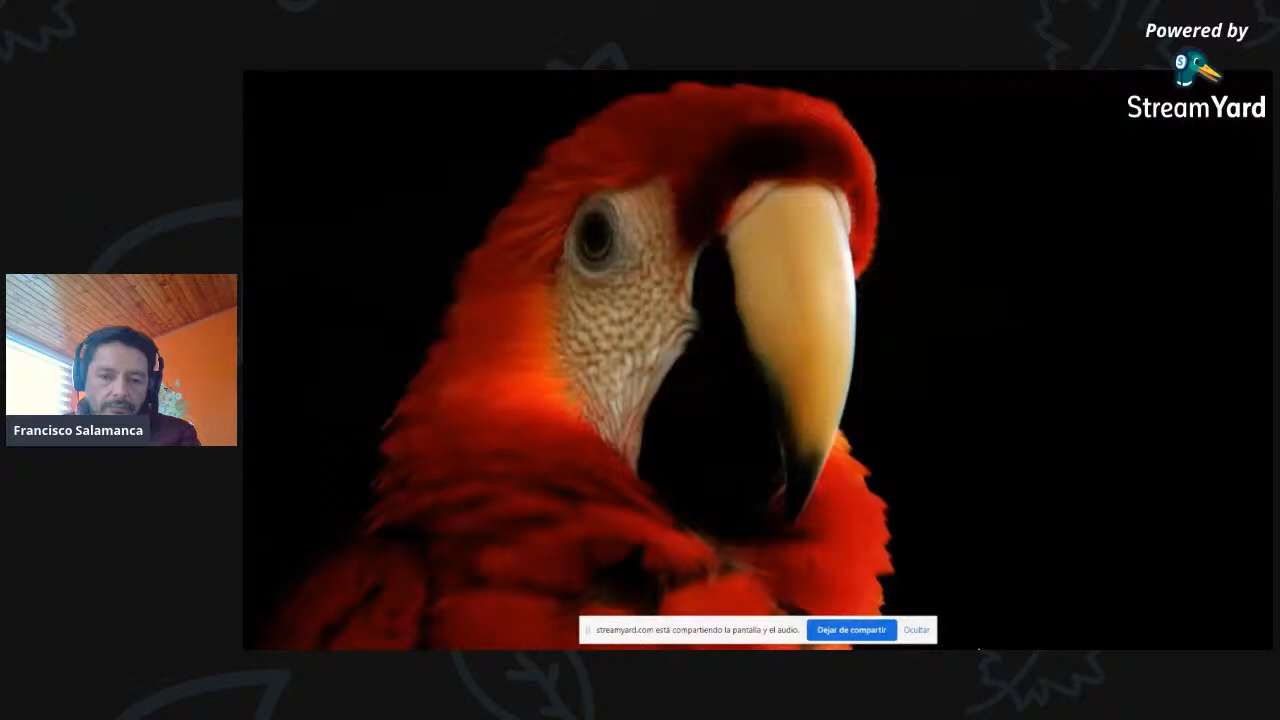 Powered by
StreamYard
Francisco Salamanca
streamyard.com está compartiendo la pantalla y el audio.
Dejar de compartir
Ocultar